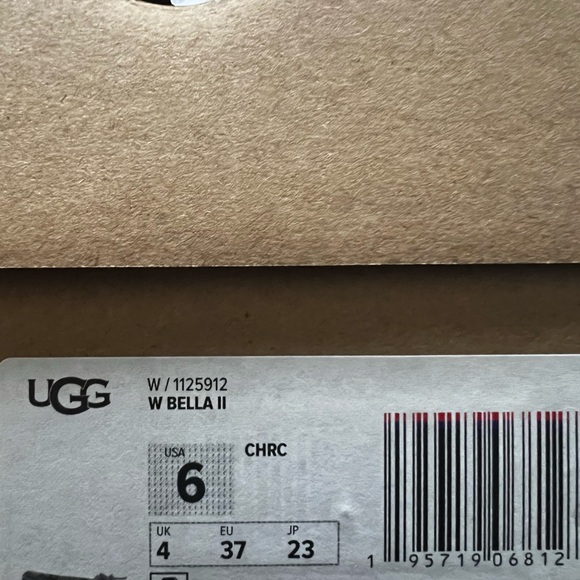 UGG
W / 1125912
W BELLA II
USA
6
CHRC
UK EU JP
4 37 23
1 95719 06812